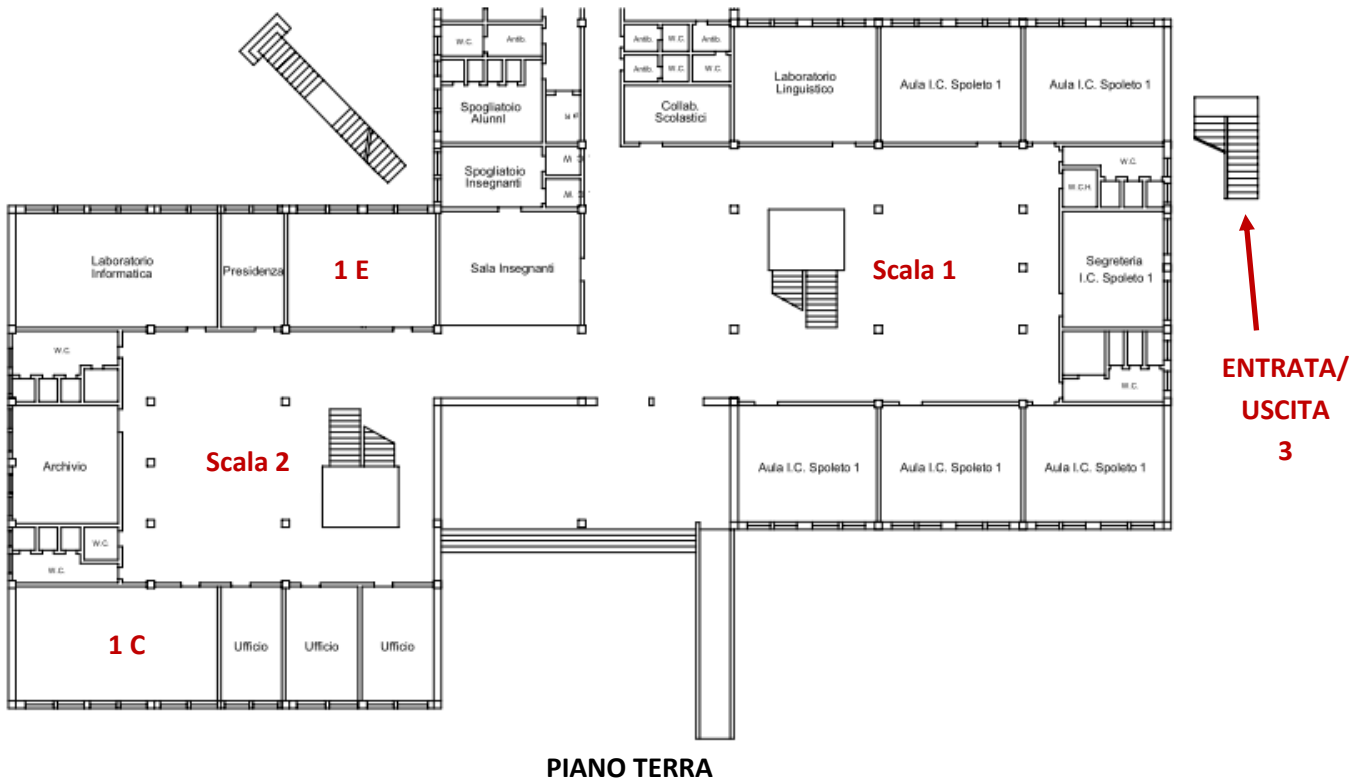 W.C.
Antib.
Antib.
W.C.
Antib.
Antib.
W.C.
W.C.
Laboratorio
Linguistico
Aula I.C. Spoleto 1
Aula I.C. Spoleto 1
Spogliatoio
Alunni
Collab.
Scolastici
Spogliatoio
Insegnanti
W.C.
W.C.H.
Laboratorio
Informatica
Presidenza
1 E
Sala Insegnanti
Scala 1
Segreteria
I.C. Spoleto 1
W.C.
W.C.
ENTRATA/
USCITA
3
Archivio
Scala 2
Aula I.C. Spoleto 1
Aula I.C. Spoleto 1
Aula I.C. Spoleto 1
W.C.
W.C.
1 C
Ufficio
Ufficio
Ufficio
PIANO TERRA